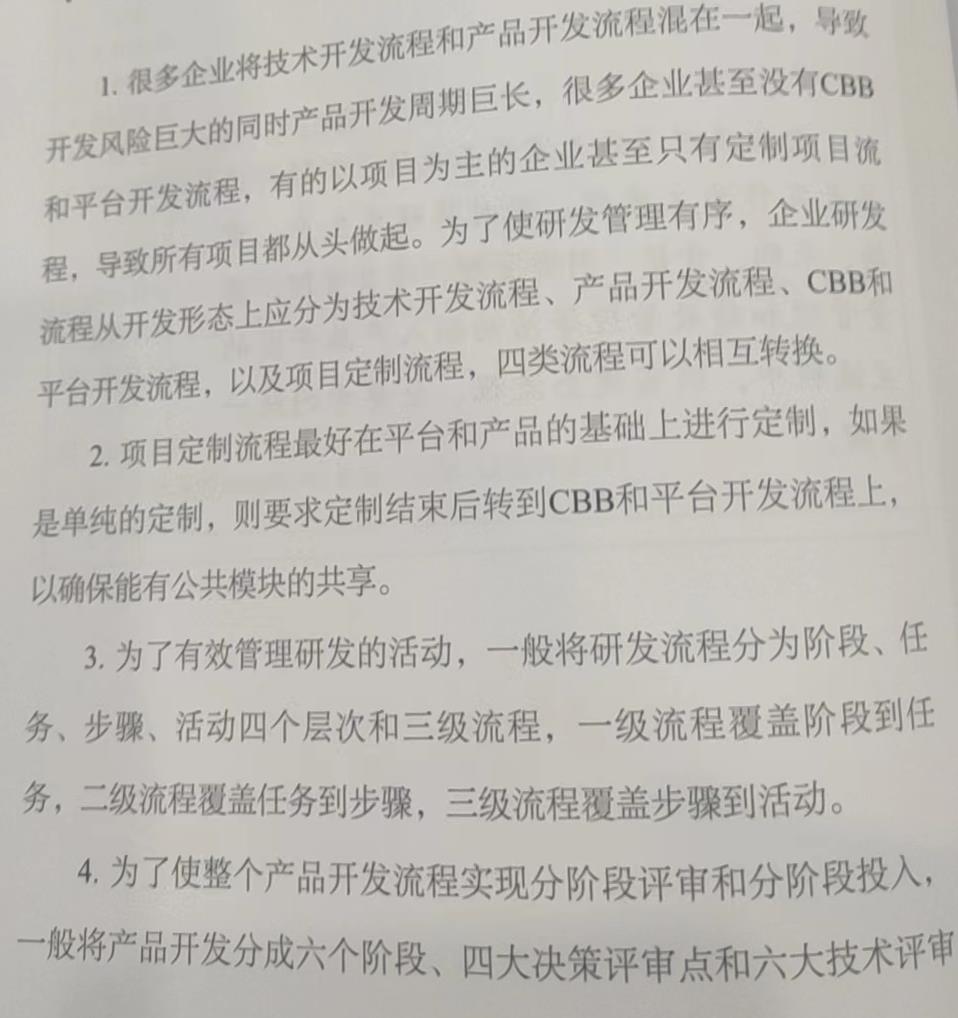 1. 很多企业将技术开发流程和产品开发流程混在一起，导致
开发风险巨大的同时产品开发周期巨长，很多企业甚至没有CBB
和平台开发流程，有的以项目为主的企业甚至只有定制项目流
程，导致所有项目都从头做起。为了使研发管理有序，企业研发
流程从开发形态上应分为技术开发流程、产品开发流程、CBB和
平台开发流程，以及项目定制流程，四类流程可以相互转换。
2. 项目定制流程最好在平台和产品的基础上进行定制，如果
是单纯的定制，则要求定制结束后转到CBB和平台开发流程上，
以确保能有公共模块的共享。
3. 为了有效管理研发的活动，一般将研发流程分为阶段、任
务、步骤、活动四个层次和三级流程，一级流程覆盖阶段到任
务，二级流程覆盖任务到步骤，三级流程覆盖步骤到活动。
4. 为了使整个产品开发流程实现分阶段评审和分阶段投入，
一般将产品开发分成六个阶段、四大决策评审点和六大技术评审